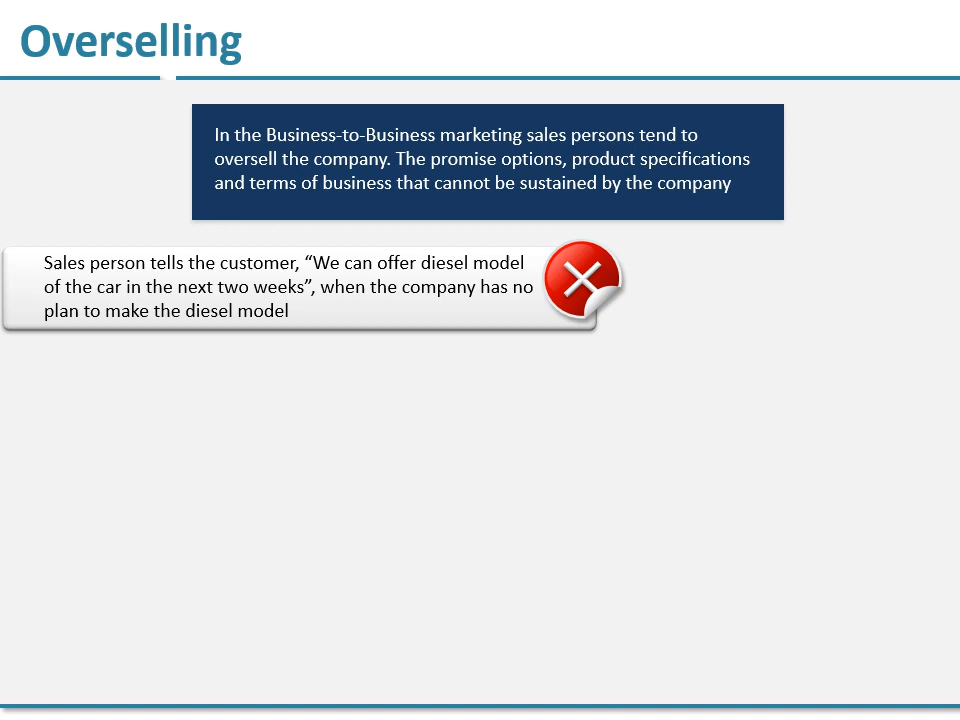 Overselling
In the Business-to-Business marketing sales persons tend to
oversell the company. The promise options, product specifications
and terms of business that cannot be sustained by the company
Sales person tells the customer, “We can offer diesel model
of the car in the next two weeks”, when the company has no
plan to make the diesel model